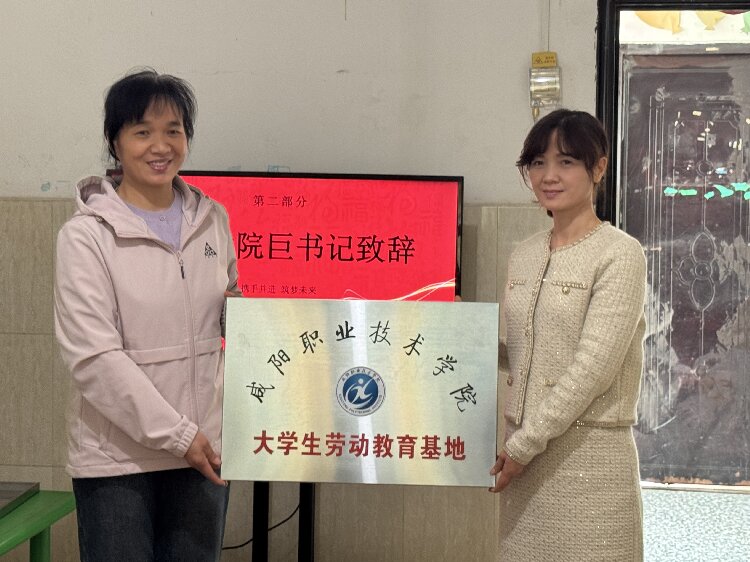 第二部分
院巨书记致辞
携手并进 筑梦未来
咸阳职业技术学院
大学生劳动教育基地